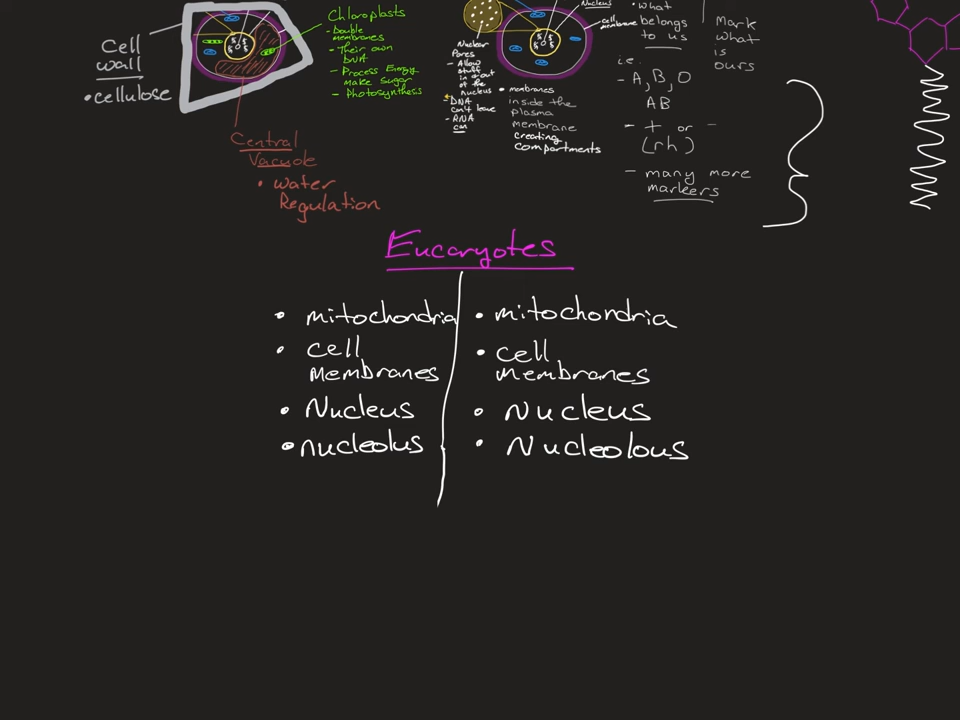 Cell
wall
• cellulose
Central
Vacuole
• water
Regulation
Chloroplasts
- Double
membranes
- Their own
DNA
- Process Energy
make sugar
- Photosynthesis
Nuclear
Pores
- Allow
stuff
in + out
of the
nucleus
- DNA
can't leave
- RNA
can
Nucleus
cell
membrane
• membranes
inside the
plasma
membrane
creating
compartments
• what
belongs
to us
i.e.
- A, B, O
AB
- + or -
(rh)
- many more
markers
Mark
what
is
ours
Eucaryotes
• mitochondria
• cell
membranes
• Nucleus
• nucleolus
• mitochondria
• cell
membranes
• Nucleus
• Nucleolous